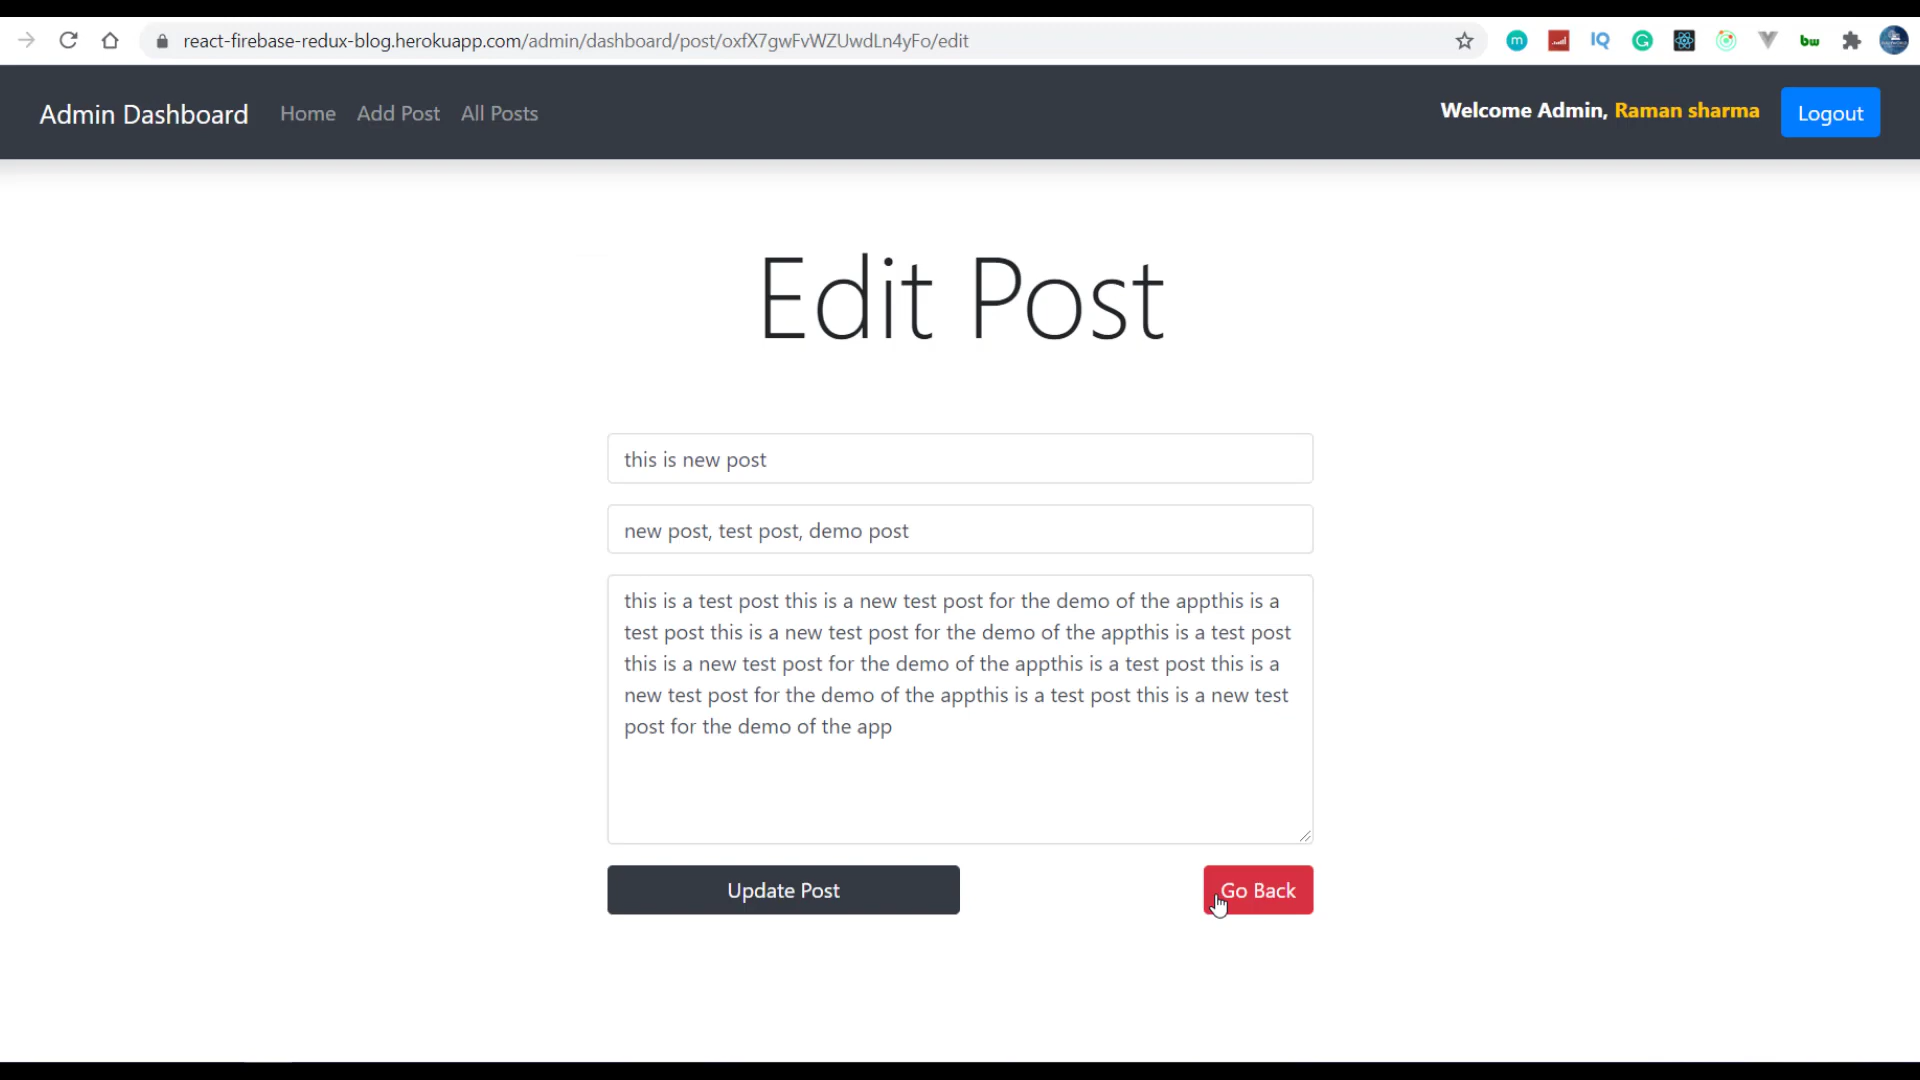 react-firebase-redux-blog.herokuapp.com/admin/dashboard/post/oxfX7gwFvWZUwdLn4yFo/edit
m IQ G bw
Admin Dashboard Home Add Post All Posts Welcome Admin, Raman sharma Logout
Edit Post
this is new post
new post, test post, demo post
this is a test post this is a new test post for the demo of the appthis is a
test post this is a new test post for the demo of the appthis is a test post
this is a new test post for the demo of the appthis is a test post this is a
new test post for the demo of the appthis is a test post this is a new test
post for the demo of the app
Update Post Go Back